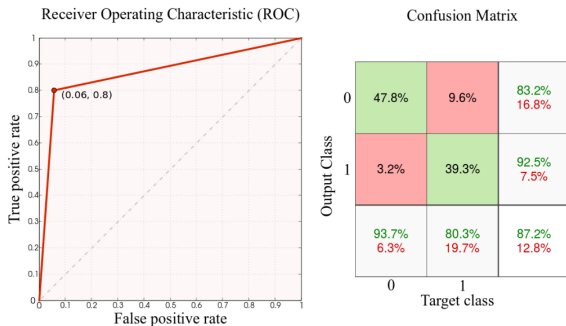 Receiver Operating Characteristic (ROC)
True positive rate
1
0.9
0.8
0.7
0.6
0.5
0.4
0.3
0.2
0.1
0
(0.06, 0.8)
0 0.1 0.2 0.3 0.4 0.5 0.6 0.7 0.8 0.9 1
False positive rate
Confusion Matrix
Output Class
0
47.8% 9.6% 83.2%
16.8%
1
3.2% 39.3% 92.5%
7.5%
93.7% 80.3% 87.2%
6.3% 19.7% 12.8%
0 1
Target class